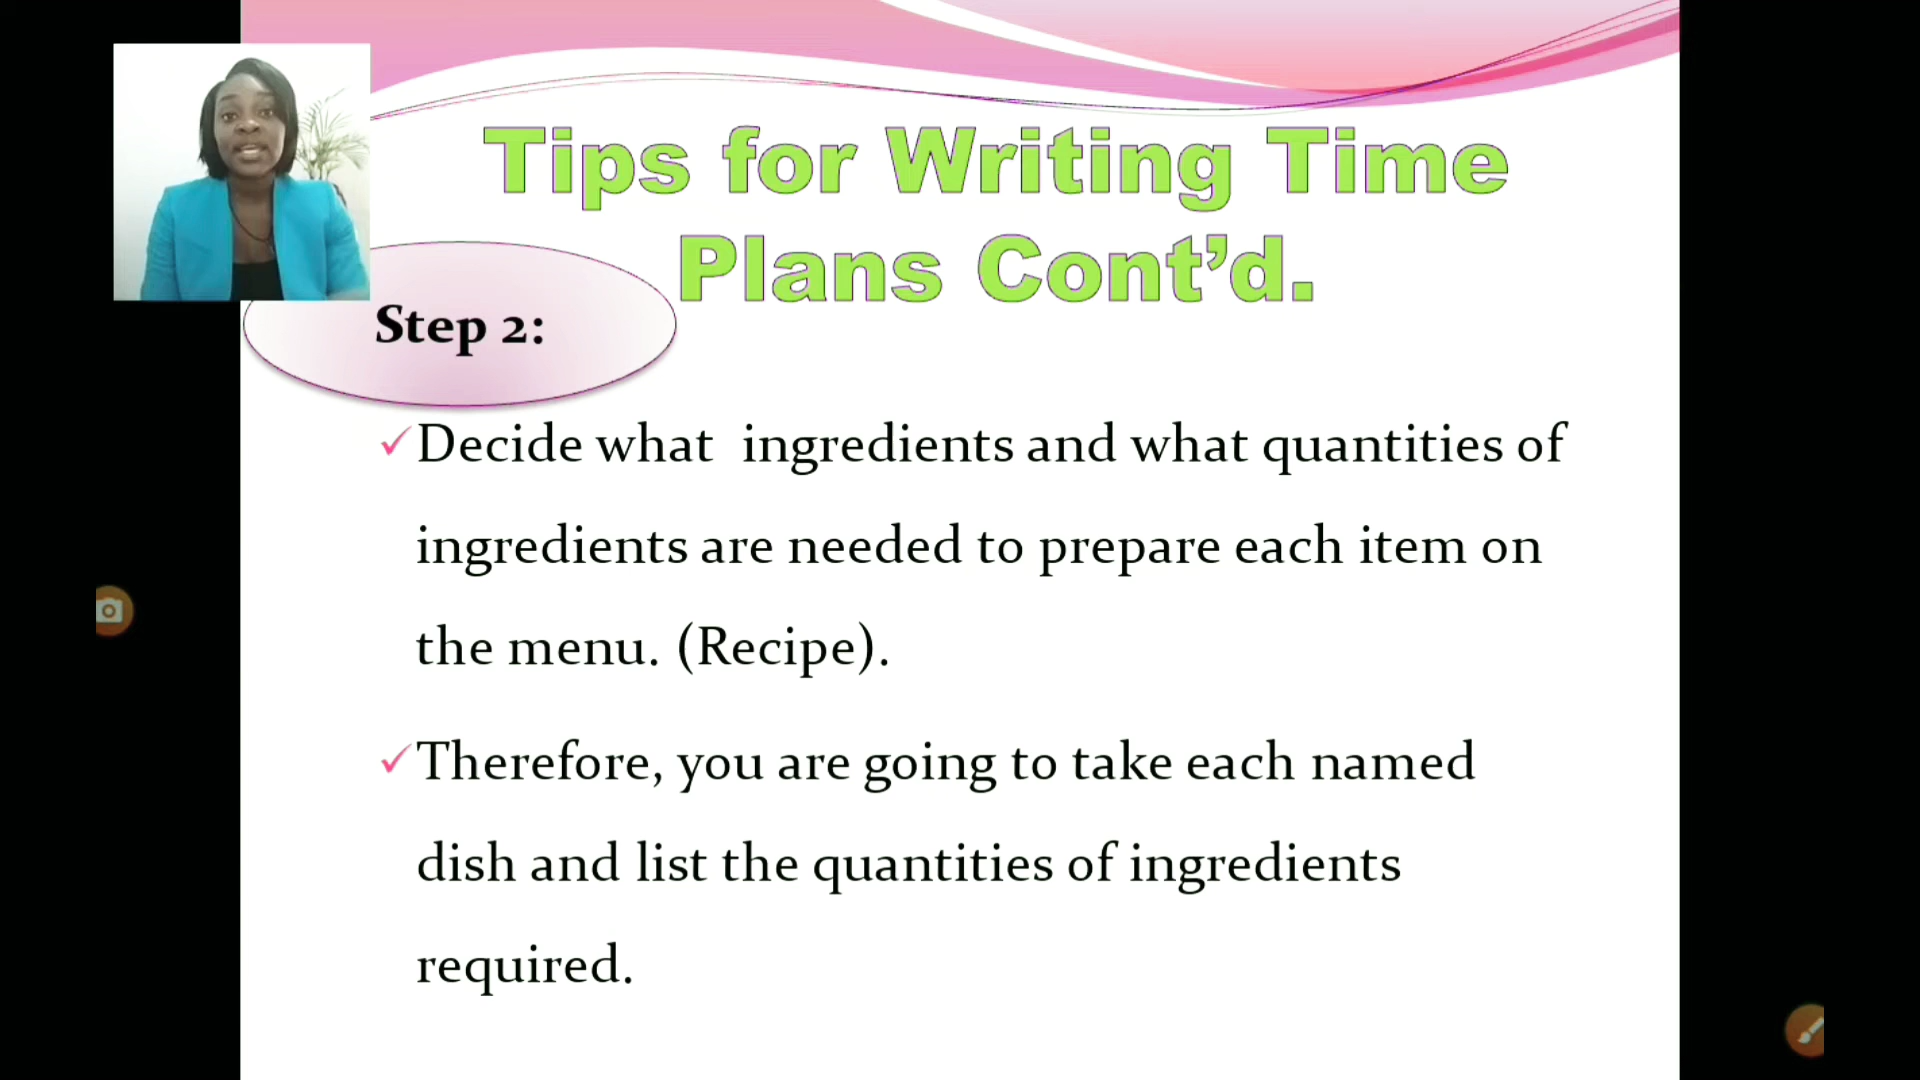 Tips for Writing Time
Plans Cont’d.
Step 2:
Decide what ingredients and what quantities of
ingredients are needed to prepare each item on
the menu. (Recipe).
Therefore, you are going to take each named
dish and list the quantities of ingredients
required.